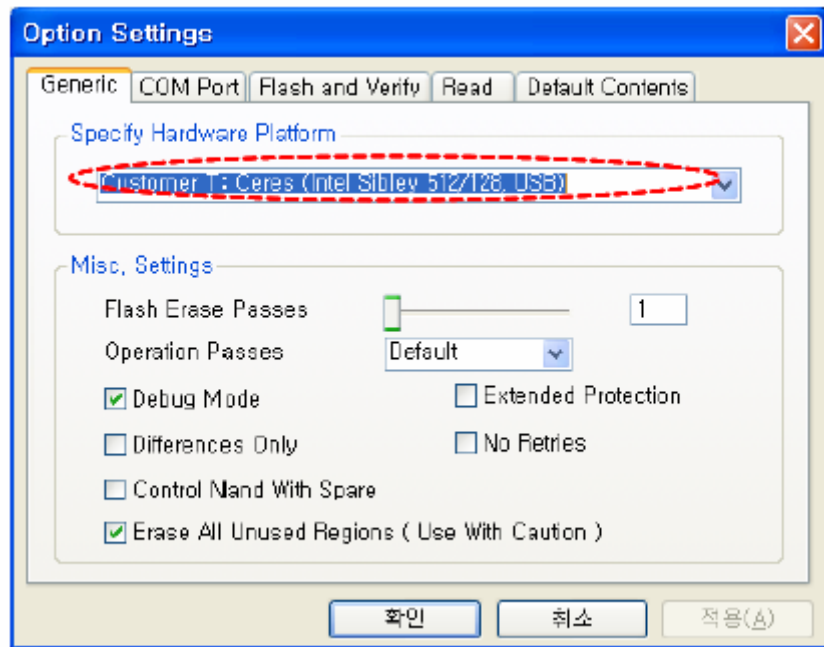 Option Settings
Generic COM Port Flash and Verify Read Default Contents
Specify Hardware Platform
Customer T: Ceres (Intel Sibley 512/128, USB)
Misc, Settings
Flash Erase Passes 1
Operation Passes Default
Debug Mode Extended Protection
Differences Only No Retries
Control Nand With Spare
Erase All Unused Regions ( Use With Caution )
확인 취소 적용(A)